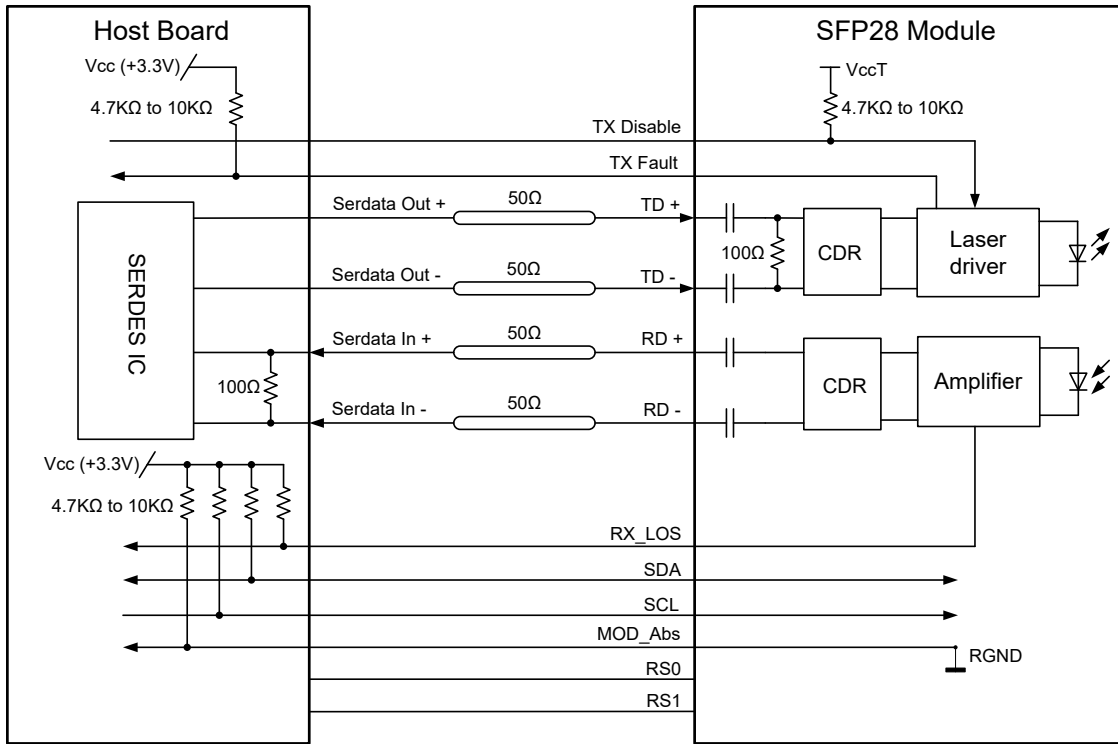 Host Board
SFP28 Module
Vcc (+3.3V)
4.7KΩ to 10KΩ
VccT
4.7KΩ to 10KΩ
TX Disable
TX Fault
SERDES IC
Serdata Out +
50Ω
TD +
Serdata Out -
50Ω
TD -
100Ω
CDR
Laser
driver
Serdata In +
50Ω
RD +
100Ω
Serdata In -
50Ω
RD -
CDR
Amplifier
Vcc (+3.3V)
4.7KΩ to 10KΩ
RX_LOS
SDA
SCL
MOD_Abs
RGND
RS0
RS1